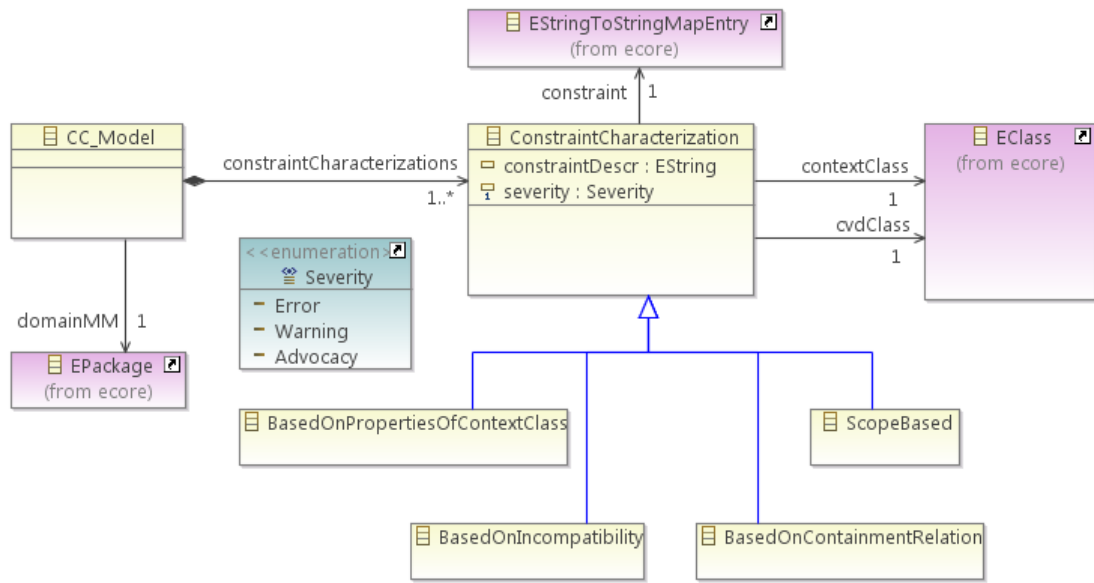 EStringToStringMapEntry
(from ecore)
constraint
1
CC_Model
constraintCharacterizations
1..*
ConstraintCharacterization
constraintDescr : EString
1
severity : Severity
contextClass
1
cvdClass
1
EClass
(from ecore)
<<enumeration>
Severity
Error
Warning
Advocacy
domainMM
1
EPackage
(from ecore)
BasedOnPropertiesOfContextClass
ScopeBased
BasedOnIncompatibility
BasedOnContainmentRelation